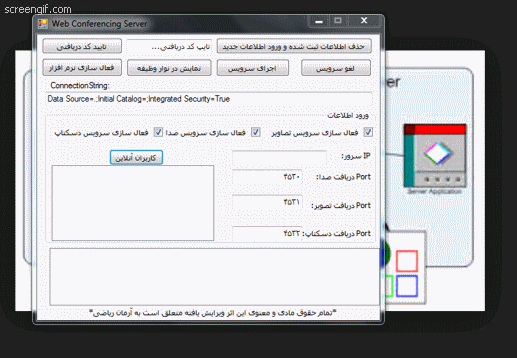 screengif.com
Web Conferencing Server
حذف اطلاعات ثبت شده و ورود اطلاعات جدید
تایپ کد دریافتی...
تایید کد دریافتی
لغو سرویس
اجرای سرویس
نمایش در نوار وظیفه
فعال سازی نرم افزار
ConnectionString:
Data Source=.;Initial Catalog=;Integrated Security=True
ورود اطلاعات
فعال سازی سرویس تصاویر
فعال سازی سرویس صدا
فعال سازی سرویس دسکتاپ
کاربران آنلاین
IP سرور:
Port دریافت صدا:
۴۵۳۰
Port دریافت تصویر:
۴۵۳۱
Port دریافت دسکتاپ:
۴۵۳۲
*تمام حقوق مادی و معنوی این اثر ویرایش یافته متعلق است به آرمان ریاضی*
Server Application